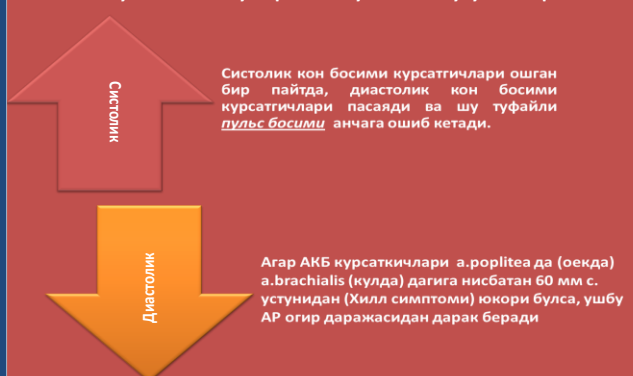 Систолик
Систолик кон босими курсатгичлари ошган
бир пайтда, диастолик кон босими
курсатгичлари пасаяди ва шу туфайли
пульс босими анчага ошиб кетади.
Диастолик
Агар АКБ курсаткичлари a.poplitea да (оекда)
a.brachialis (кулда) дагига нисбатан 60 мм с.
устунидан (Хилл симптоми) юкори булса, ушбу
АР огир даражасидан дарак беради